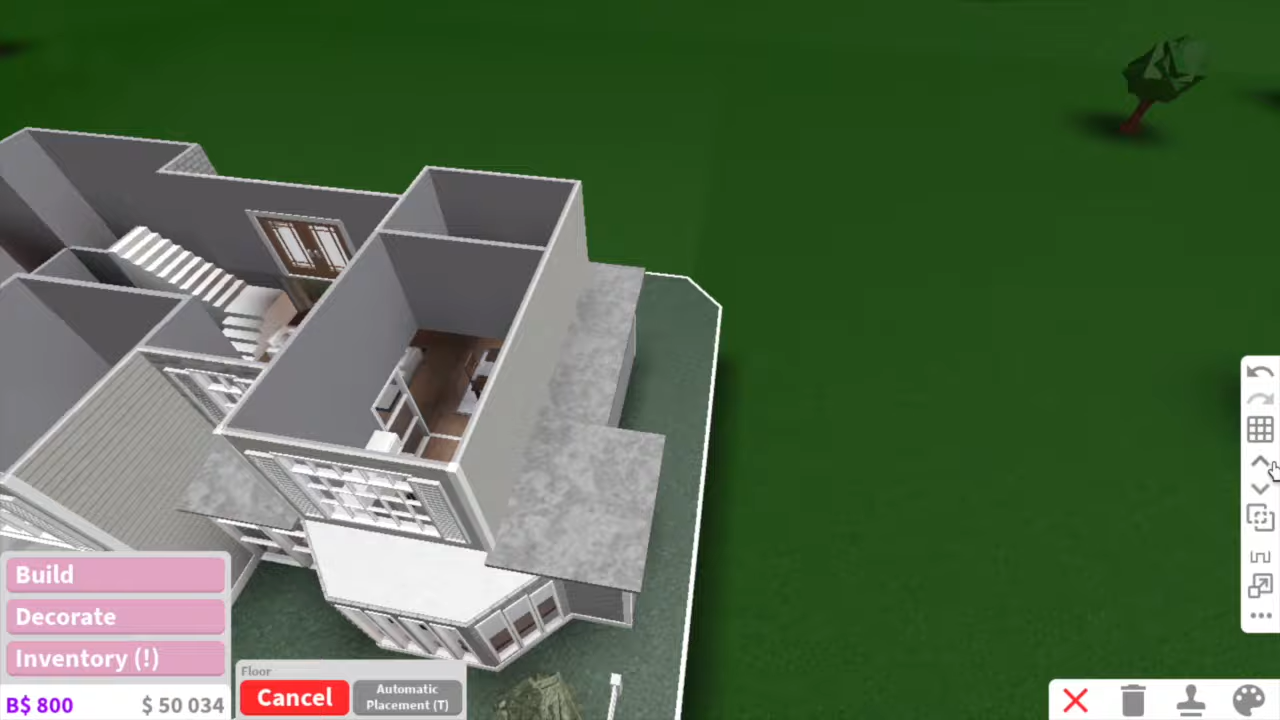 Build
Decorate
Inventory (!)
B$ 800 $ 50 034
Floor
Cancel
Automatic
Placement (T)